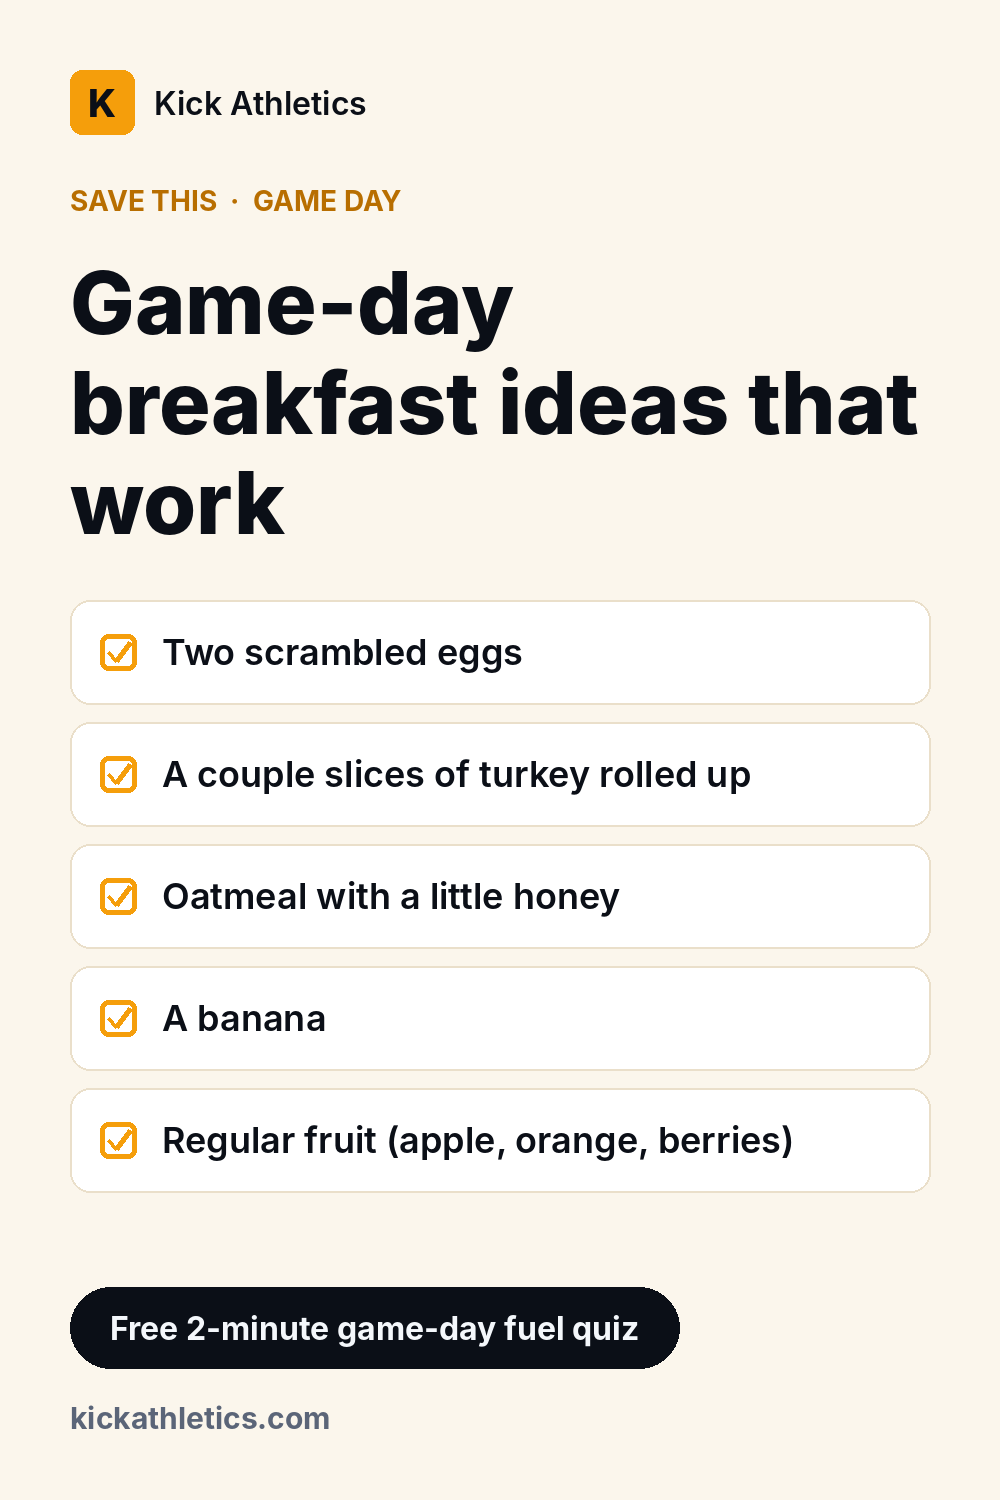 K
Kick Athletics
SAVE THIS · GAME DAY
Game-day
breakfast ideas that
work
Two scrambled eggs
A couple slices of turkey rolled up
Oatmeal with a little honey
A banana
Regular fruit (apple, orange, berries)
Free 2-minute game-day fuel quiz
kickathletics.com